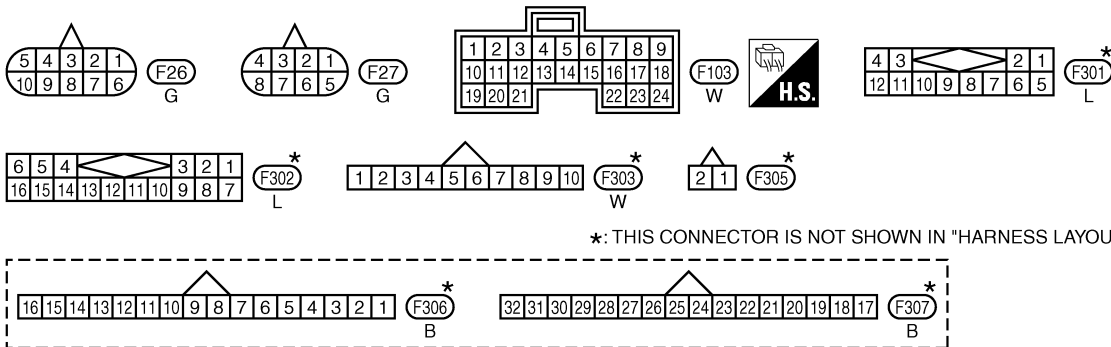 5 4 3 2 1
10 9 8 7 6
F26
G
4 3 2 1
8 7 6 5
F27
G
1 2 3 4 5 6 7 8 9
10 11 12 13 14 15 16 17 18
19 20 21 22 23 24
F103
W
H.S.
4 3 2 1
12 11 10 9 8 7 6 5
*
F301
L
6 5 4 3 2 1
16 15 14 13 12 11 10 9 8 7
*
F302
L
1 2 3 4 5 6 7 8 9 10
*
F303
W
2 1
*
F305
*: THIS CONNECTOR IS NOT SHOWN IN "HARNESS LAYOU
16 15 14 13 12 11 10 9 8 7 6 5 4 3 2 1
*
F306
B
32 31 30 29 28 27 26 25 24 23 22 21 20 19 18 17
*
F307
B